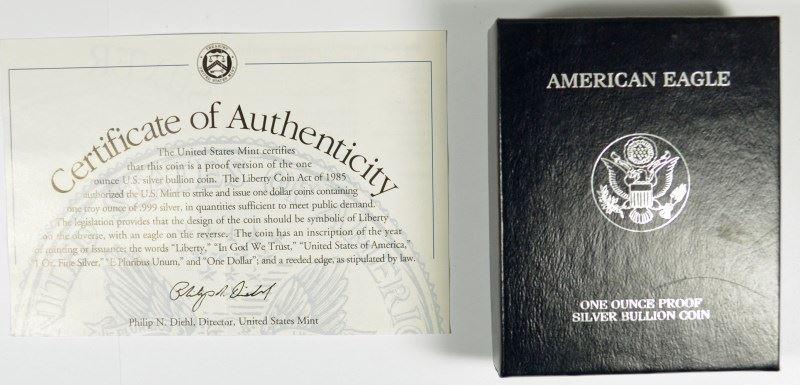 Certificate of Authenticity
The United States Mint certifies
that this coin is a proof version of the one
ounce U.S. silver bullion coin. The Liberty Coin Act of 1985
authorized the U.S. Mint to strike and issue one dollar coins containing
one troy ounce of .999 silver, in quantities sufficient to meet public demand.
The legislation provides that the design of the coin should be symbolic of Liberty
on the obverse, with an eagle on the reverse. The coin has an inscription of the year
of minting or issuance; the words "Liberty," "In God We Trust," "United States of America,"
"1 Oz. Fine Silver," "E Pluribus Unum," and "One Dollar"; and a reeded edge, as stipulated by law.
Philip N. Diehl
Philip N. Diehl, Director, United States Mint
AMERICAN EAGLE
ONE OUNCE PROOF
SILVER BULLION COIN